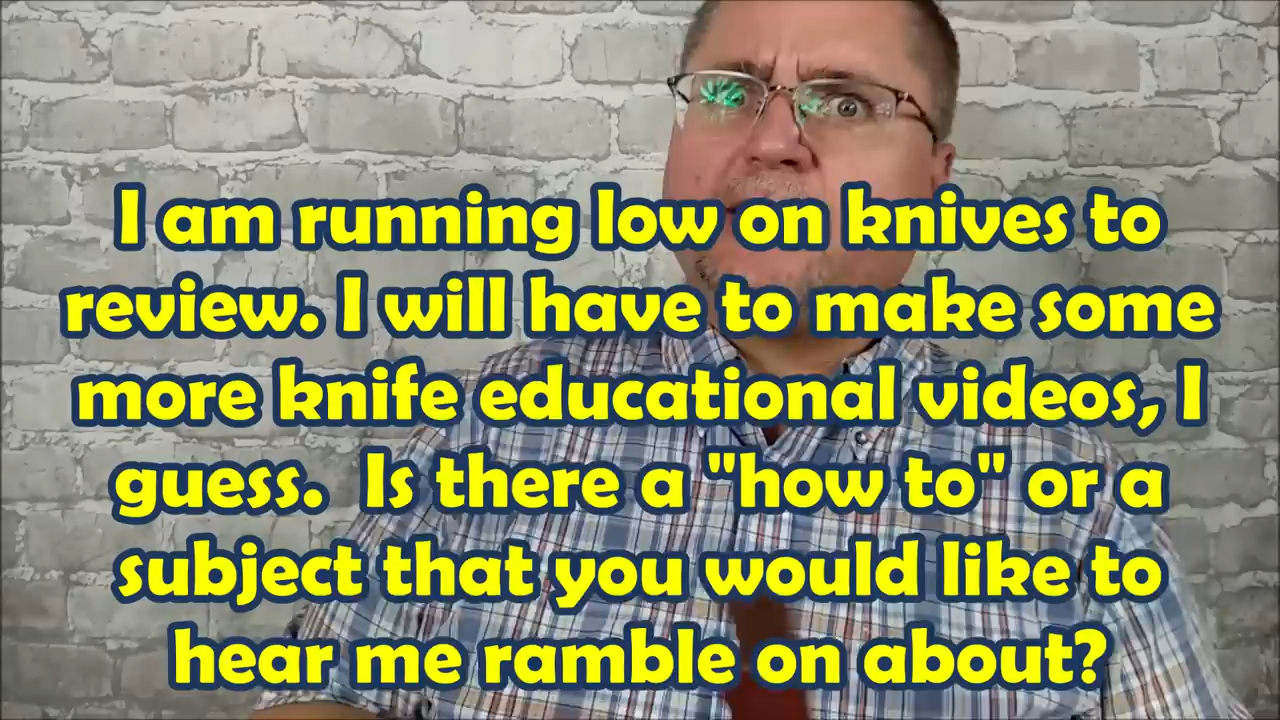 I am running low on knives to
review. I will have to make some
more knife educational videos, I
guess.  Is there a "how to" or a
subject that you would like to
hear me ramble on about?